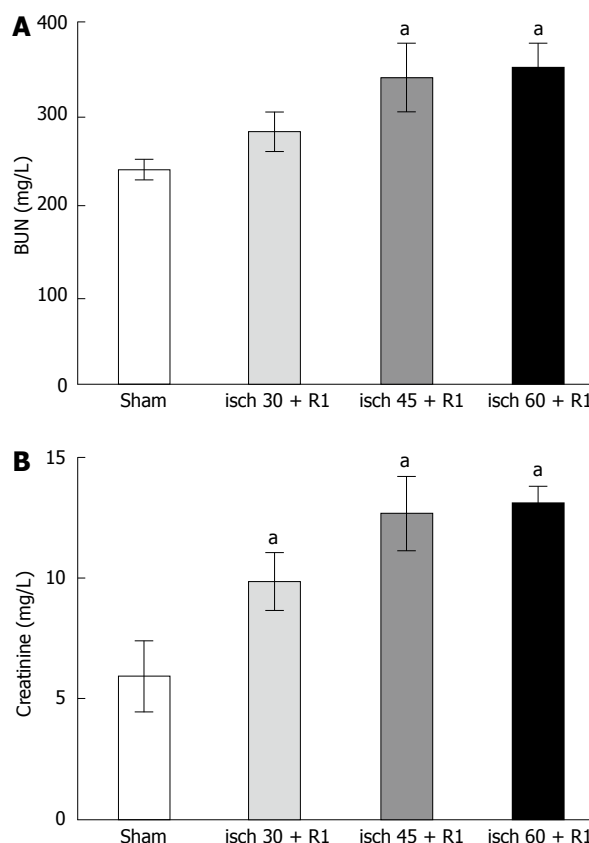 A
400
300
200
100
0
BUN (mg/L)
a
a
Sham
isch 30 + R1
isch 45 + R1
isch 60 + R1
B
15
10
5
0
Creatinine (mg/L)
a
a
a
Sham
isch 30 + R1
isch 45 + R1
isch 60 + R1